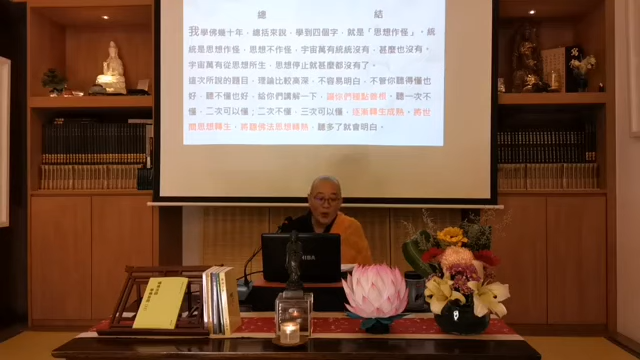 總結
我學佛幾十年，總括來說，學到四個字，就是「思想作怪」。統
統是思想作怪，思想不作怪，宇宙萬有統統沒有，甚麼也沒有。
宇宙萬有從思想所生，思想停止就甚麼都沒有了。
這次所說的題目，理論比較高深，不容易明白，不管你聽得懂也
好，聽不懂也好，給你們講解一下，讓你們種點善根。聽一次不
懂，二次可以懂；二次不懂，三次可以懂，逐漸轉生成熟。將世
間思想轉生，將聽佛法思想轉熟，聽多了就會明白。